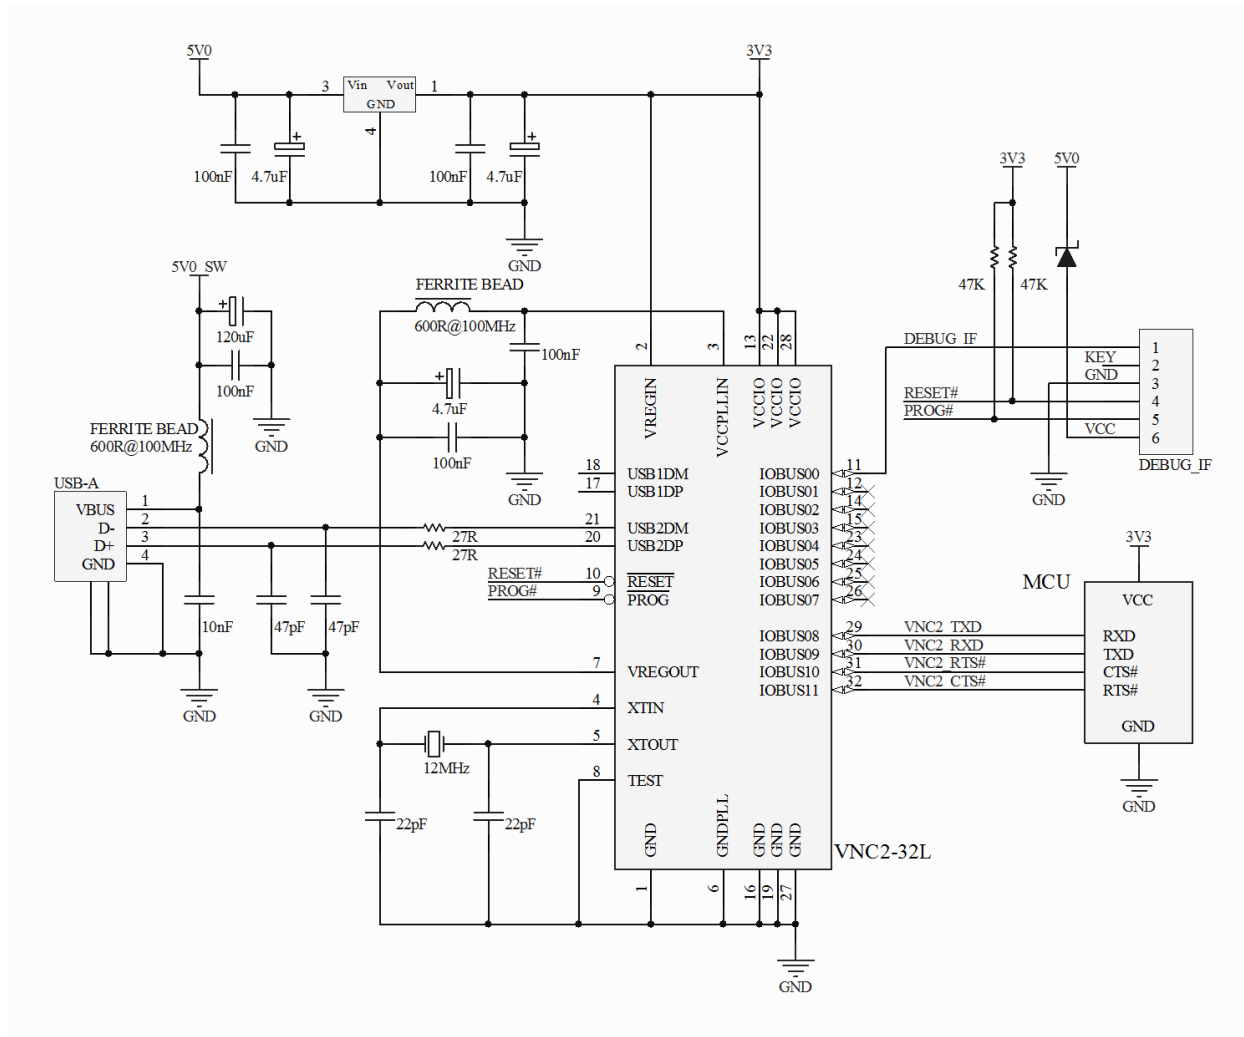 5V0
3V3
3 Vin Vout 1
GND
4
100nF 4.7uF 100nF 4.7uF
+ +
GND
3V3 5V0
47K 47K
5V0_SW
+
120uF
100nF
GND
FERRITE BEAD
600R@100MHz
FERRITE BEAD
600R@100MHz
100nF
+
4.7uF
100nF
GND
2 3 13 22 28
VREGIN VCCPLLIN VCCIO VCCIO VCCIO
DEBUG_IF 1
KEY 2
GND 3
RESET# 4
PROG# 5
VCC 6
DEBUG_IF
GND
USB-A
VBUS 1
D- 2
D+ 3
GND 4
27R
27R
10nF 47pF 47pF
GND GND
18 USB1DM
17 USB1DP
21 USB2DM
20 USB2DP
RESET# 10 RESET
PROG# 9 PROG
7 VREGOUT
4 XTIN
5 XTOUT
8 TEST
12MHz
22pF 22pF
IOBUS00 11
IOBUS01 12
IOBUS02 14
IOBUS03 15
IOBUS04 23
IOBUS05 24
IOBUS06 25
IOBUS07 26
IOBUS08 29 VNC2_TXD
IOBUS09 30 VNC2_RXD
IOBUS10 31 VNC2_RTS#
IOBUS11 32 VNC2_CTS#
3V3
MCU
VCC
RXD
TXD
CTS#
RTS#
GND
GND
GND GNDPLL GND GND GND
VNC2-32L
1 6 16 19 27
GND